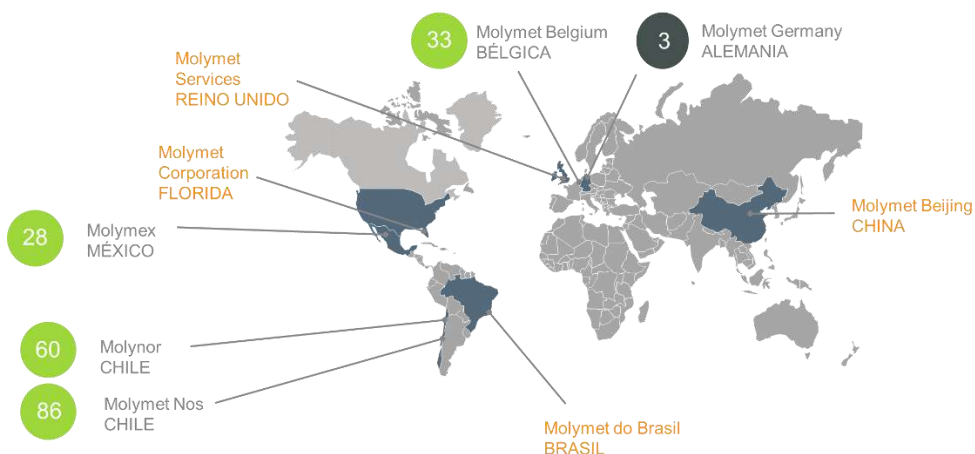 33
Molymet Belgium
BÉLGICA
3
Molymet Germany
ALEMANIA
Molymet
Services
REINO UNIDO
Molymet
Corporation
FLORIDA
28
Molymex
MÉXICO
Molymet Beijing
CHINA
60
Molynor
CHILE
86
Molymet Nos
CHILE
Molymet do Brasil
BRASIL